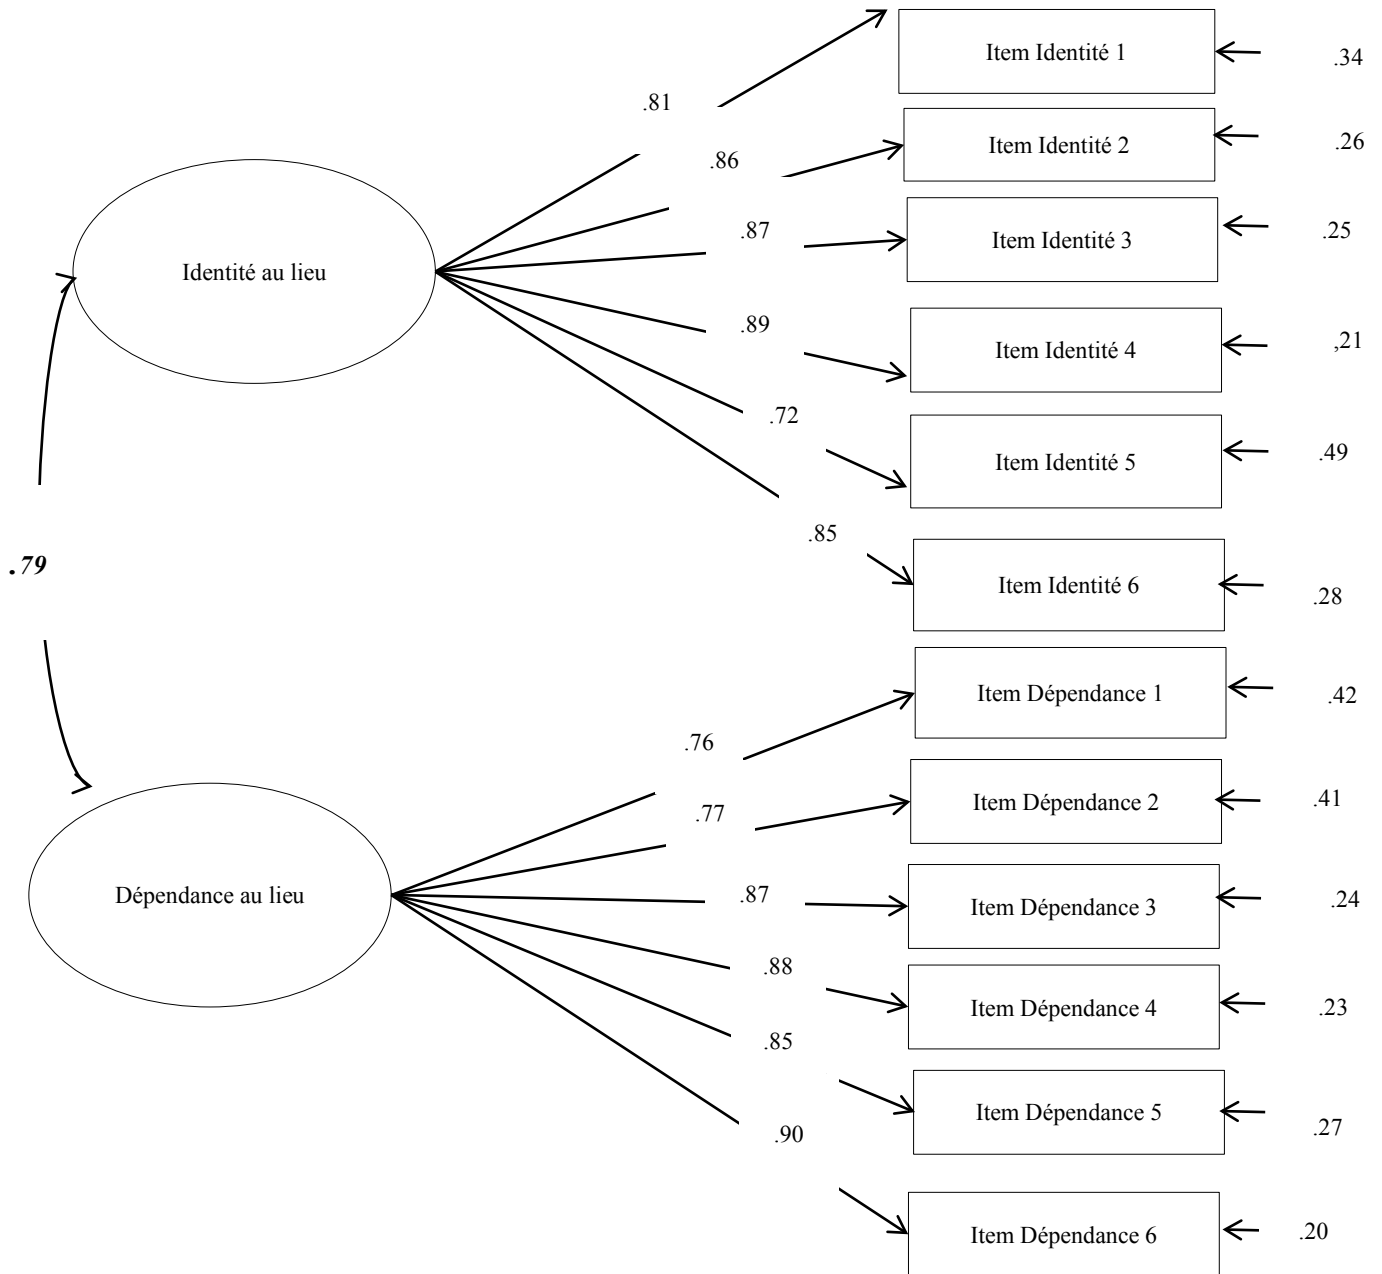 Item Identité 1
.34
.81
Item Identité 2
.26
.86
Item Identité 3
.25
.87
Identité au lieu
Item Identité 4
,21
.89
Item Identité 5
.49
.72
Item Identité 6
.28
.85
.79
Item Dépendance 1
.42
.76
Item Dépendance 2
.41
.77
Item Dépendance 3
.24
.87
Dépendance au lieu
Item Dépendance 4
.23
.88
Item Dépendance 5
.27
.85
Item Dépendance 6
.20
.90